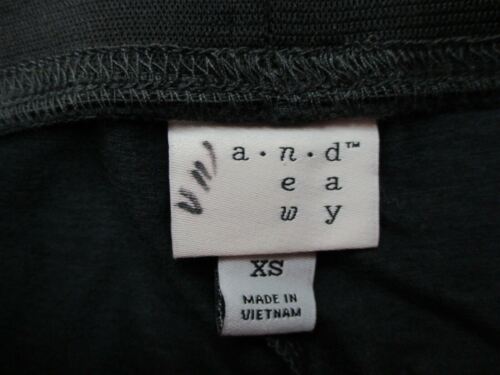 a·n·d™
e a
w y
XS
MADE IN
VIETNAM